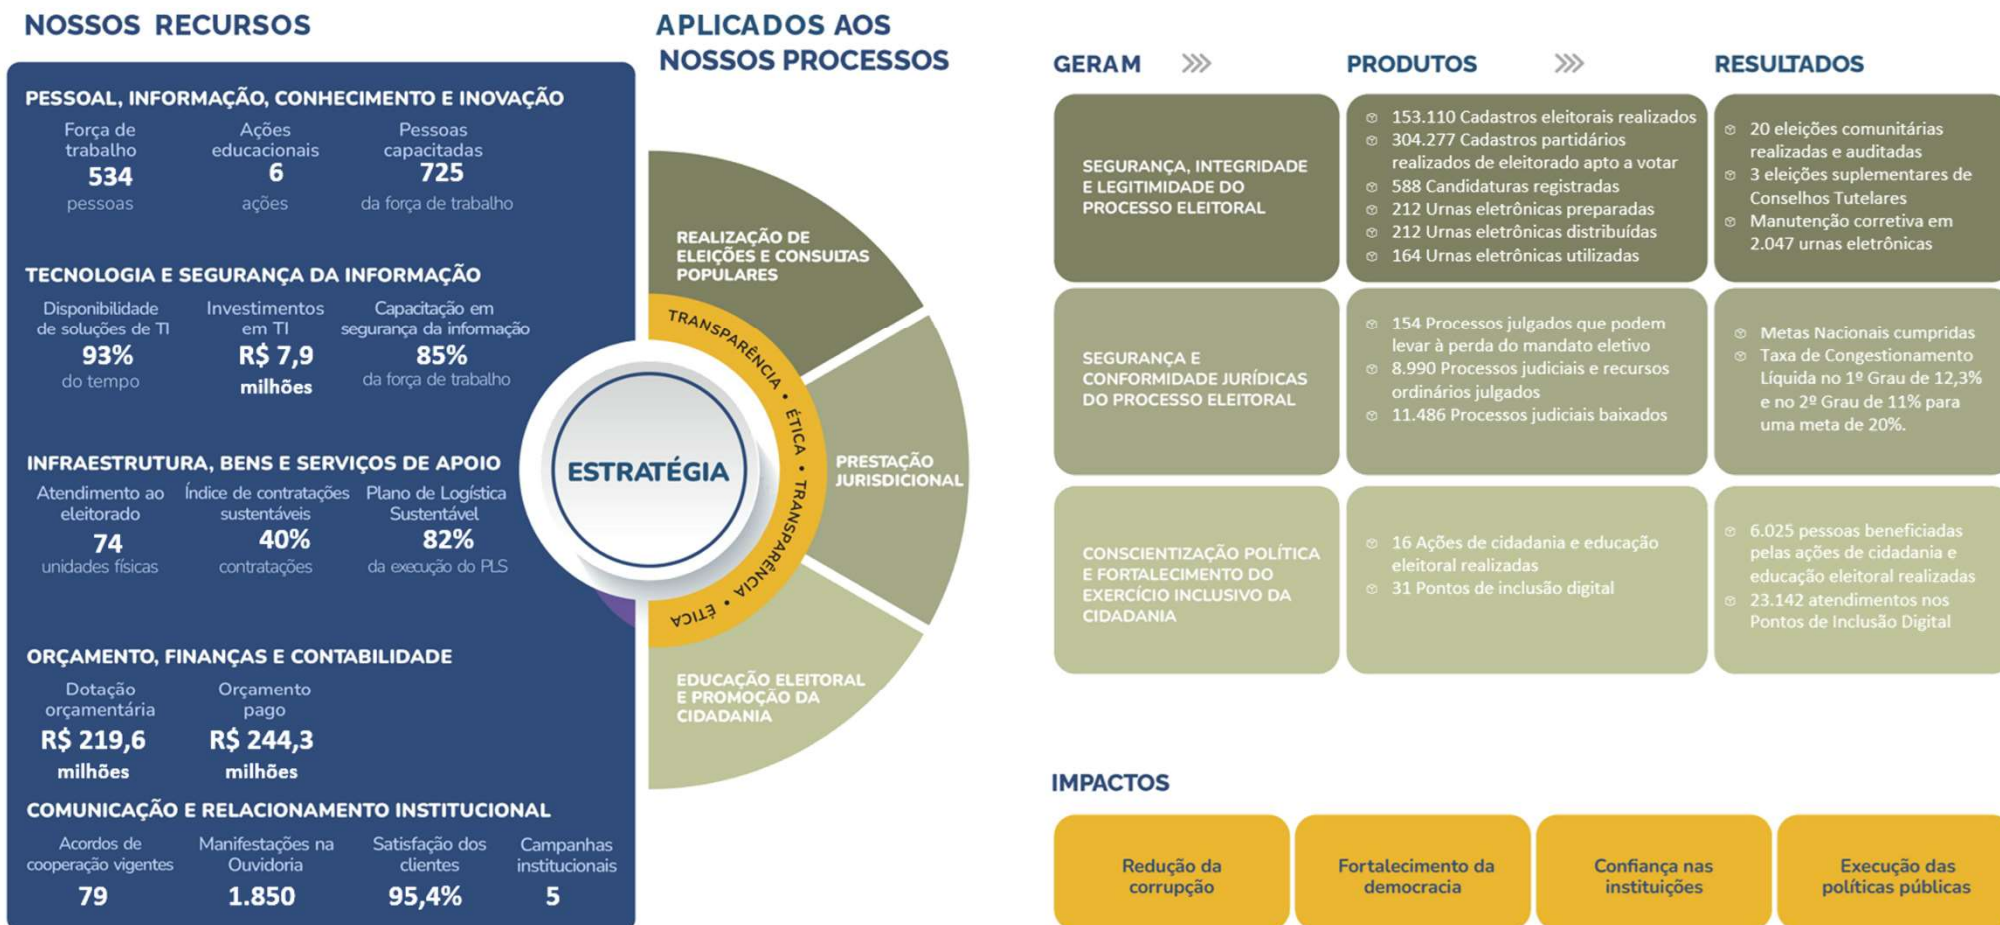 NOSSOS RECURSOS
PESSOAL, INFORMAÇÃO, CONHECIMENTO E INOVAÇÃO
Força de
trabalho
534
pessoas
Ações
educacionais
6
ações
Pessoas
capacitadas
725
da força de trabalho
TECNOLOGIA E SEGURANÇA DA INFORMAÇÃO
Disponibilidade
de soluções de TI
93%
do tempo
Investimentos
em TI
R$ 7,9
milhões
Capacitação em
segurança da informação
85%
da força de trabalho
INFRAESTRUTURA, BENS E SERVIÇOS DE APOIO
Atendimento ao
eleitorado
74
unidades físicas
Índice de contratações
sustentáveis
40%
contratações
Plano de Logística
Sustentável
82%
da execução do PLS
ORÇAMENTO, FINANÇAS E CONTABILIDADE
Dotação
orçamentária
R$ 219,6
milhões
Orçamento
pago
R$ 244,3
milhões
COMUNICAÇÃO E RELACIONAMENTO INSTITUCIONAL
Acordos de
cooperação vigentes
79
Manifestações na
Ouvidoria
1.850
Satisfação dos
clientes
95,4%
Campanhas
institucionais
5
APLICADOS AOS
NOSSOS PROCESSOS
REALIZAÇÃO DE
ELEIÇÕES E CONSULTAS
POPULARES
PRESTAÇÃO
JURISDICIONAL
EDUCAÇÃO ELEITORAL
E PROMOÇÃO DA
CIDADANIA
TRANSPARÊNCIA • ÉTICA • TRANSPARÊNCIA • ÉTICA
ESTRATÉGIA
GERAM
PRODUTOS
RESULTADOS
SEGURANÇA, INTEGRIDADE
E LEGITIMIDADE DO
PROCESSO ELEITORAL
153.110 Cadastros eleitorais realizados
304.277 Cadastros partidários
realizados de eleitorado apto a votar
588 Candidaturas registradas
212 Urnas eletrônicas preparadas
212 Urnas eletrônicas distribuídas
164 Urnas eletrônicas utilizadas
20 eleições comunitárias
realizadas e auditadas
3 eleições suplementares de
Conselhos Tutelares
Manutenção corretiva em
2.047 urnas eletrônicas
SEGURANÇA E
CONFORMIDADE JURÍDICAS
DO PROCESSO ELEITORAL
154 Processos julgados que podem
levar à perda do mandato eletivo
8.990 Processos judiciais e recursos
ordinários julgados
11.486 Processos judiciais baixados
Metas Nacionais cumpridas
Taxa de Congestionamento
Líquida no 1º Grau de 12,3%
e no 2º Grau de 11% para
uma meta de 20%.
CONSCIENTIZAÇÃO POLÍTICA
E FORTALECIMENTO DO
EXERCÍCIO INCLUSIVO DA
CIDADANIA
16 Ações de cidadania e educação
eleitoral realizadas
31 Pontos de inclusão digital
6.025 pessoas beneficiadas
pelas ações de cidadania e
educação eleitoral realizadas
23.142 atendimentos nos
Pontos de Inclusão Digital
IMPACTOS
Redução da
corrupção
Fortalecimento da
democracia
Confiança nas
instituições
Execução das
políticas públicas